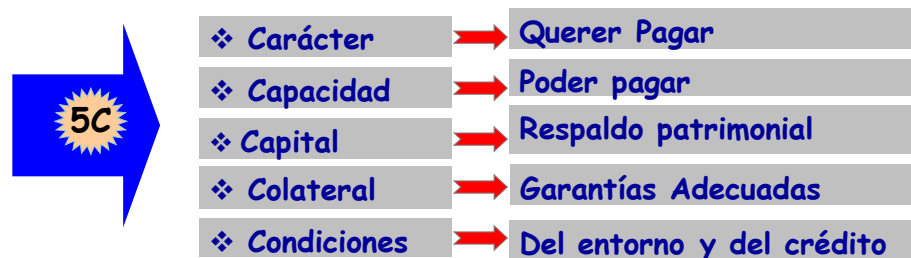 5C
❖ Carácter
Querer Pagar
❖ Capacidad
Poder pagar
❖ Capital
Respaldo patrimonial
❖ Colateral
Garantías Adecuadas
❖ Condiciones
Del entorno y del crédito